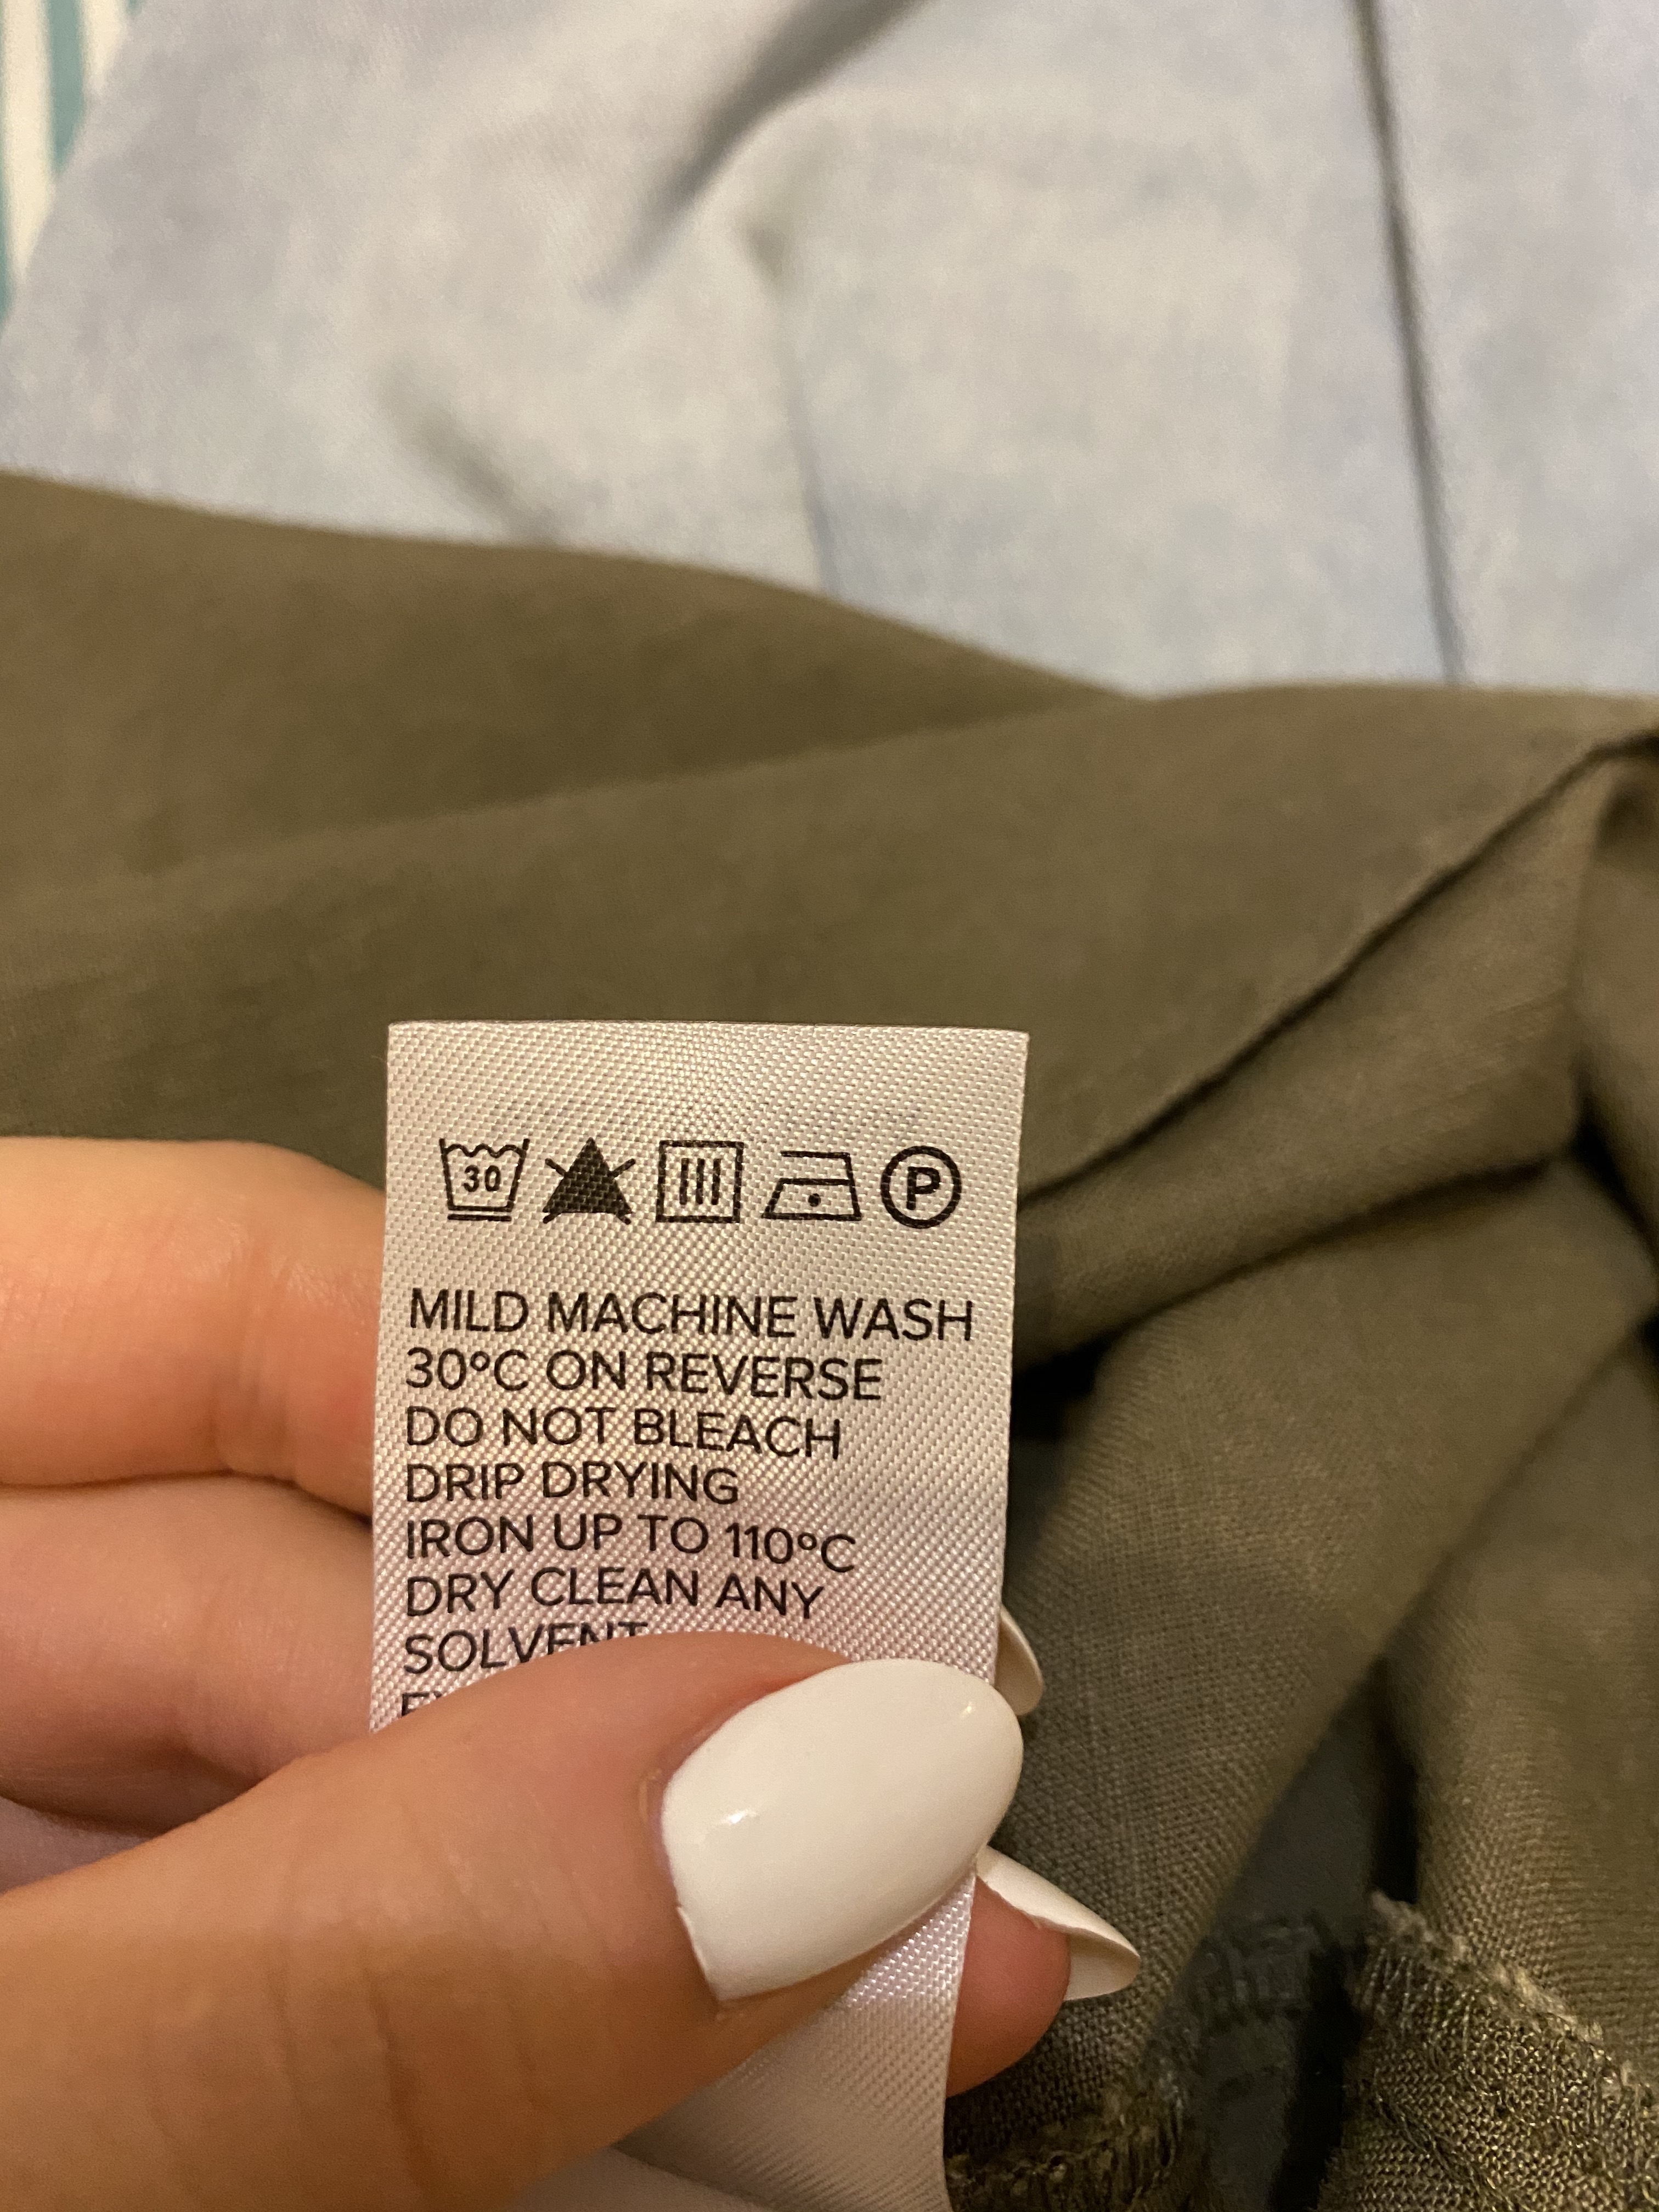 30 P
MILD MACHINE WASH
30°C ON REVERSE
DO NOT BLEACH
DRIP DRYING
IRON UP TO 110°C
DRY CLEAN ANY
SOLVENT